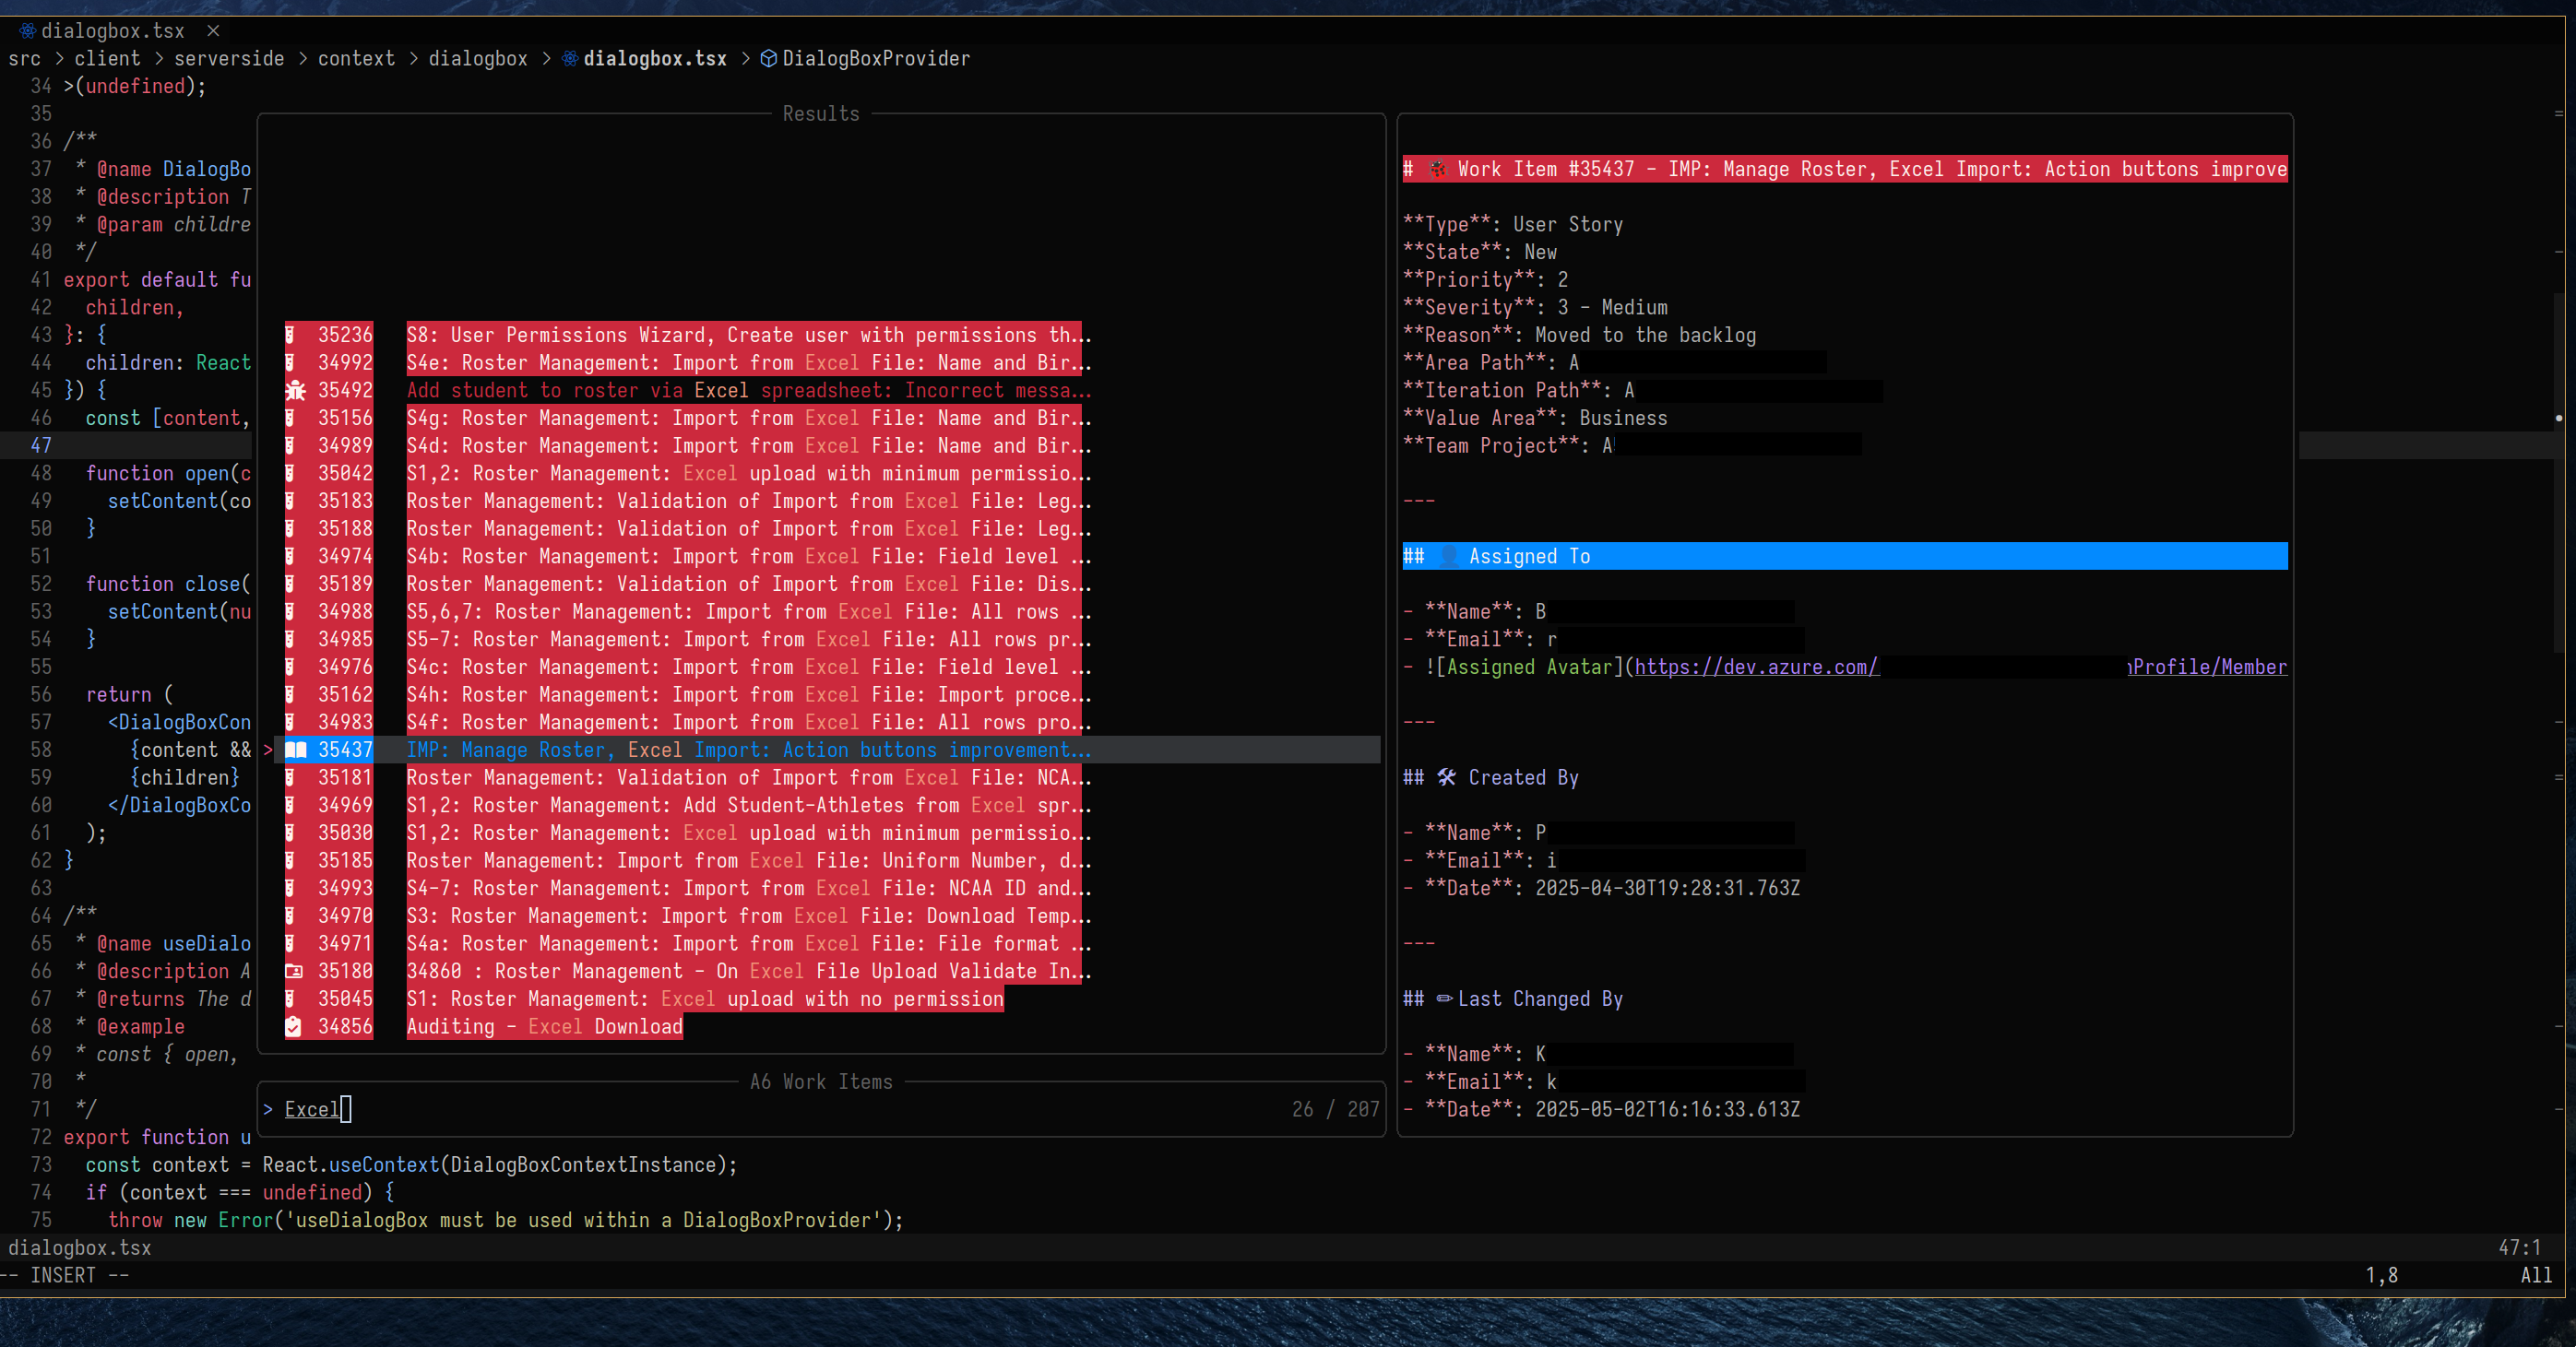 dialogbox.tsx ×
src > client > serverside > context > dialogbox > dialogbox.tsx > DialogBoxProvider
34 >(undefined);
35
36 /**
37  * @name DialogBo
38  * @description T
39  * @param childre
40  */
41 export default fu
42   children,
43 }: {
44   children: React
45 }) {
46   const [content,
47
48   function open(c
49     setContent(co
50   }
51
52   function close(
53     setContent(nu
54   }
55
56   return (
57     <DialogBoxCon
58       {content &&
59       {children}
60     </DialogBoxCo
61   );
62 }
63
64 /**
65  * @name useDialo
66  * @description A
67  * @returns The d
68  * @example
69  * const { open,
70  *
71  */
72 export function u
73   const context = React.useContext(DialogBoxContextInstance);
74   if (context === undefined) {
75     throw new Error('useDialogBox must be used within a DialogBoxProvider');
Results
35236 S8: User Permissions Wizard, Create user with permissions th...
34992 S4e: Roster Management: Import from Excel File: Name and Bir...
35492 Add student to roster via Excel spreadsheet: Incorrect messa...
35156 S4g: Roster Management: Import from Excel File: Name and Bir...
34989 S4d: Roster Management: Import from Excel File: Name and Bir...
35042 S1,2: Roster Management: Excel upload with minimum permissio...
35183 Roster Management: Validation of Import from Excel File: Leg...
35188 Roster Management: Validation of Import from Excel File: Leg...
34974 S4b: Roster Management: Import from Excel File: Field level ...
35189 Roster Management: Validation of Import from Excel File: Dis...
34988 S5,6,7: Roster Management: Import from Excel File: All rows ...
34985 S5-7: Roster Management: Import from Excel File: All rows pr...
34976 S4c: Roster Management: Import from Excel File: Field level ...
35162 S4h: Roster Management: Import from Excel File: Import proce...
34983 S4f: Roster Management: Import from Excel File: All rows pro...
> 35437 IMP: Manage Roster, Excel Import: Action buttons improvement...
35181 Roster Management: Validation of Import from Excel File: NCA...
34969 S1,2: Roster Management: Add Student-Athletes from Excel spr...
35030 S1,2: Roster Management: Excel upload with minimum permissio...
35185 Roster Management: Import from Excel File: Uniform Number, d...
34993 S4-7: Roster Management: Import from Excel File: NCAA ID and...
34970 S3: Roster Management: Import from Excel File: Download Temp...
34971 S4a: Roster Management: Import from Excel File: File format ...
35180 34860 : Roster Management - On Excel File Upload Validate In...
35045 S1: Roster Management: Excel upload with no permission
34856 Auditing - Excel Download
A6 Work Items
> Excel 26 / 207
# 🐞 Work Item #35437 - IMP: Manage Roster, Excel Import: Action buttons improve
**Type**: User Story
**State**: New
**Priority**: 2
**Severity**: 3 - Medium
**Reason**: Moved to the backlog
**Area Path**: A
**Iteration Path**: A
**Value Area**: Business
**Team Project**: A
---
## 👤 Assigned To
- **Name**: B
- **Email**: r
- ![Assigned Avatar](https://dev.azure.com/ Profile/Member
---
## 🛠 Created By
- **Name**: P
- **Email**: i
- **Date**: 2025-04-30T19:28:31.763Z
---
## ✏ Last Changed By
- **Name**: K
- **Email**: k
- **Date**: 2025-05-02T16:16:33.613Z
dialogbox.tsx 47:1
-- INSERT -- 1,8 All